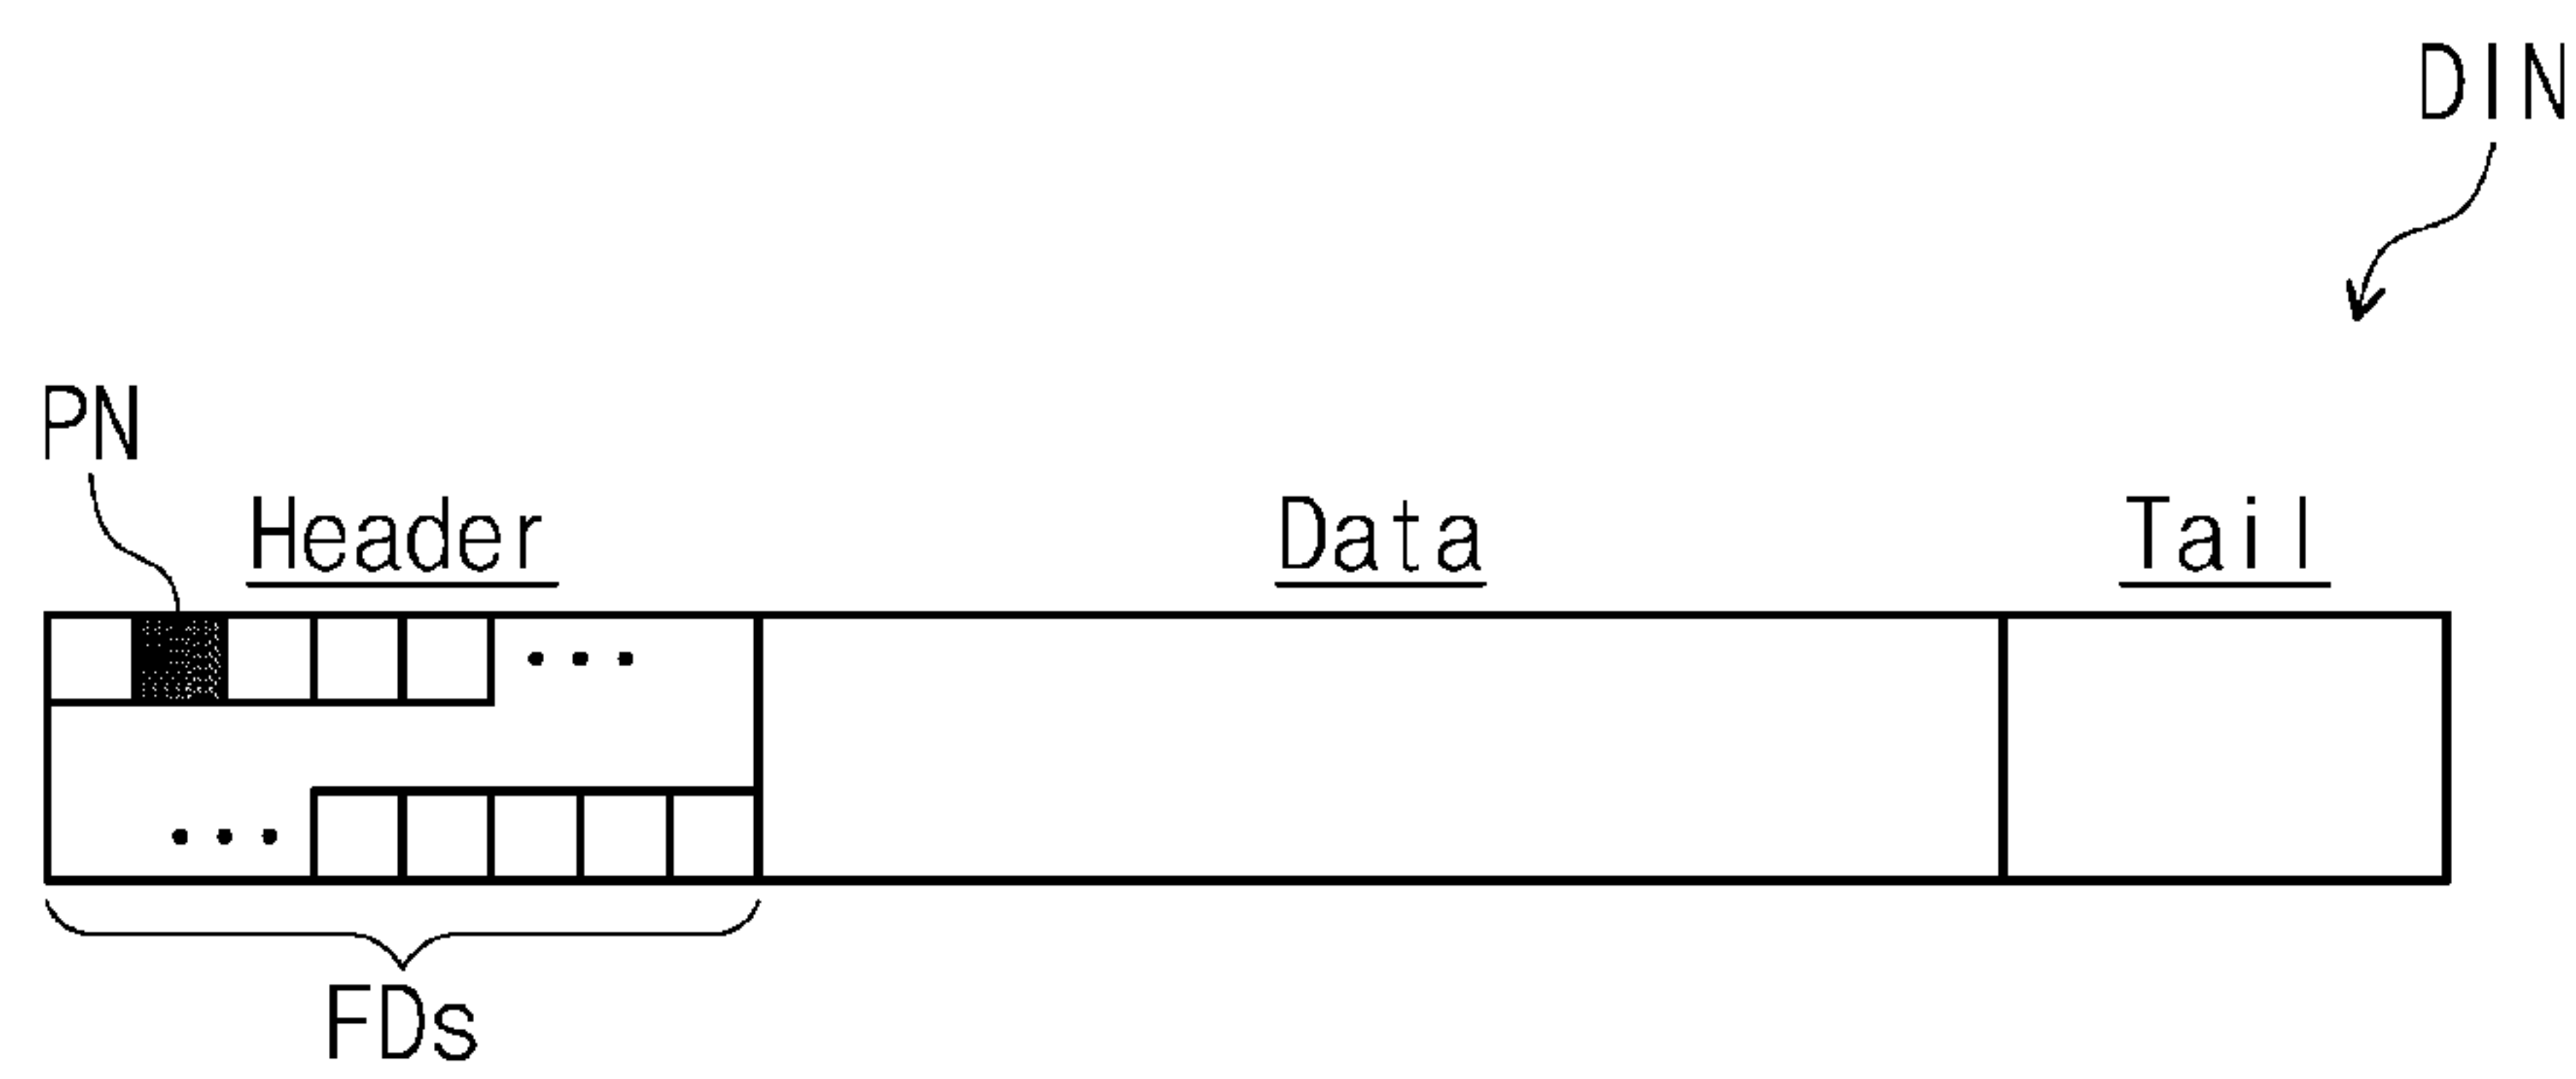 DIN
PN
Header Data Tail
...
...
FDs